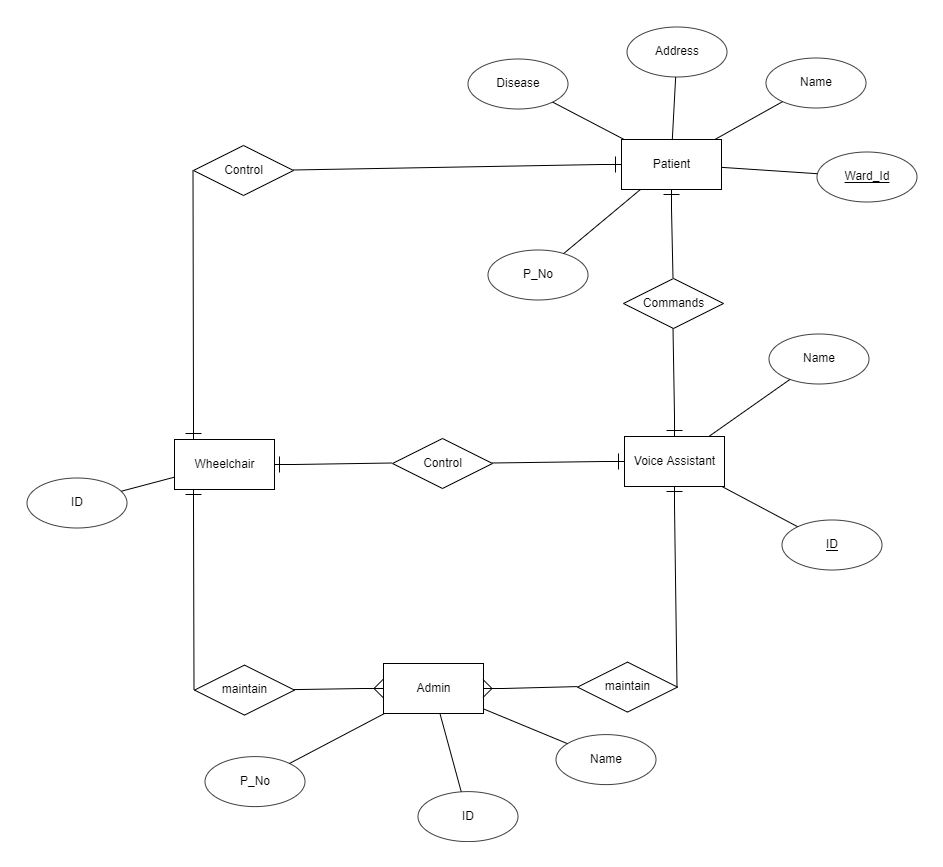 Address
Disease
Name
Control
Patient
Ward_Id
P_No
Commands
Name
Wheelchair
Control
Voice Assistant
ID
ID
maintain
Admin
maintain
P_No
Name
ID